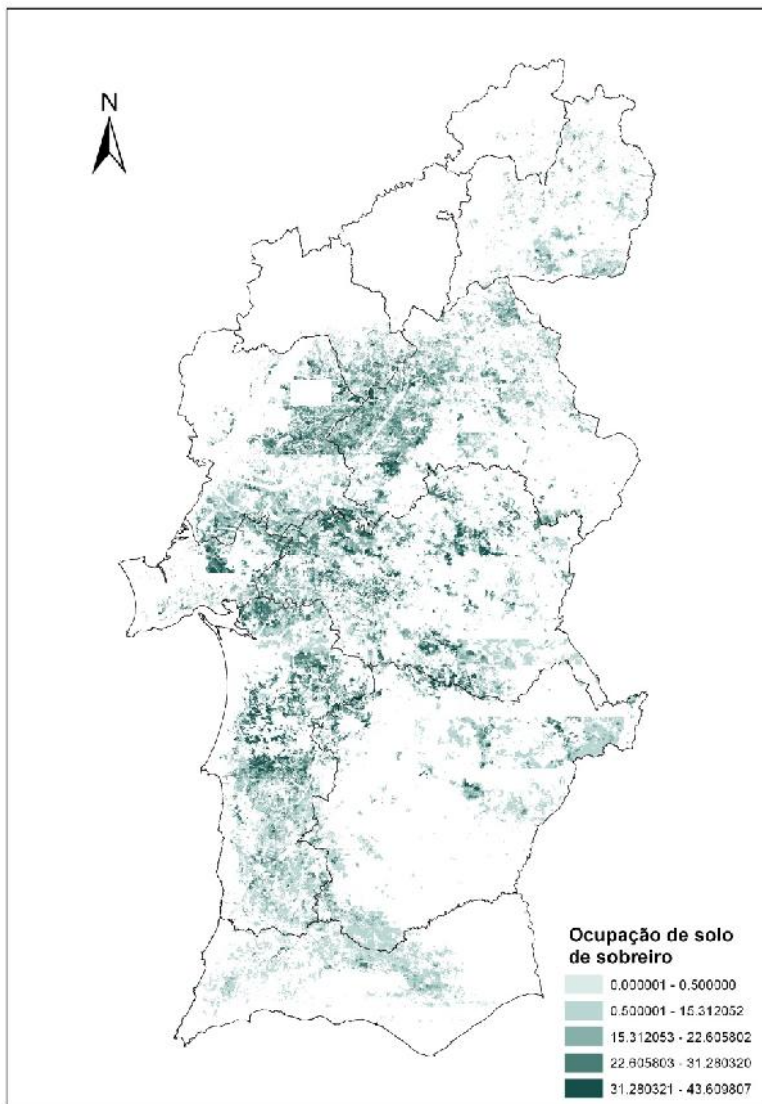 N
Ocupação de solo
de sobreiro
0.000001 - 0.500000
0.500001 - 15.312052
15.312053 - 22.605802
22.605803 - 31.280320
31.280321 - 43.609807